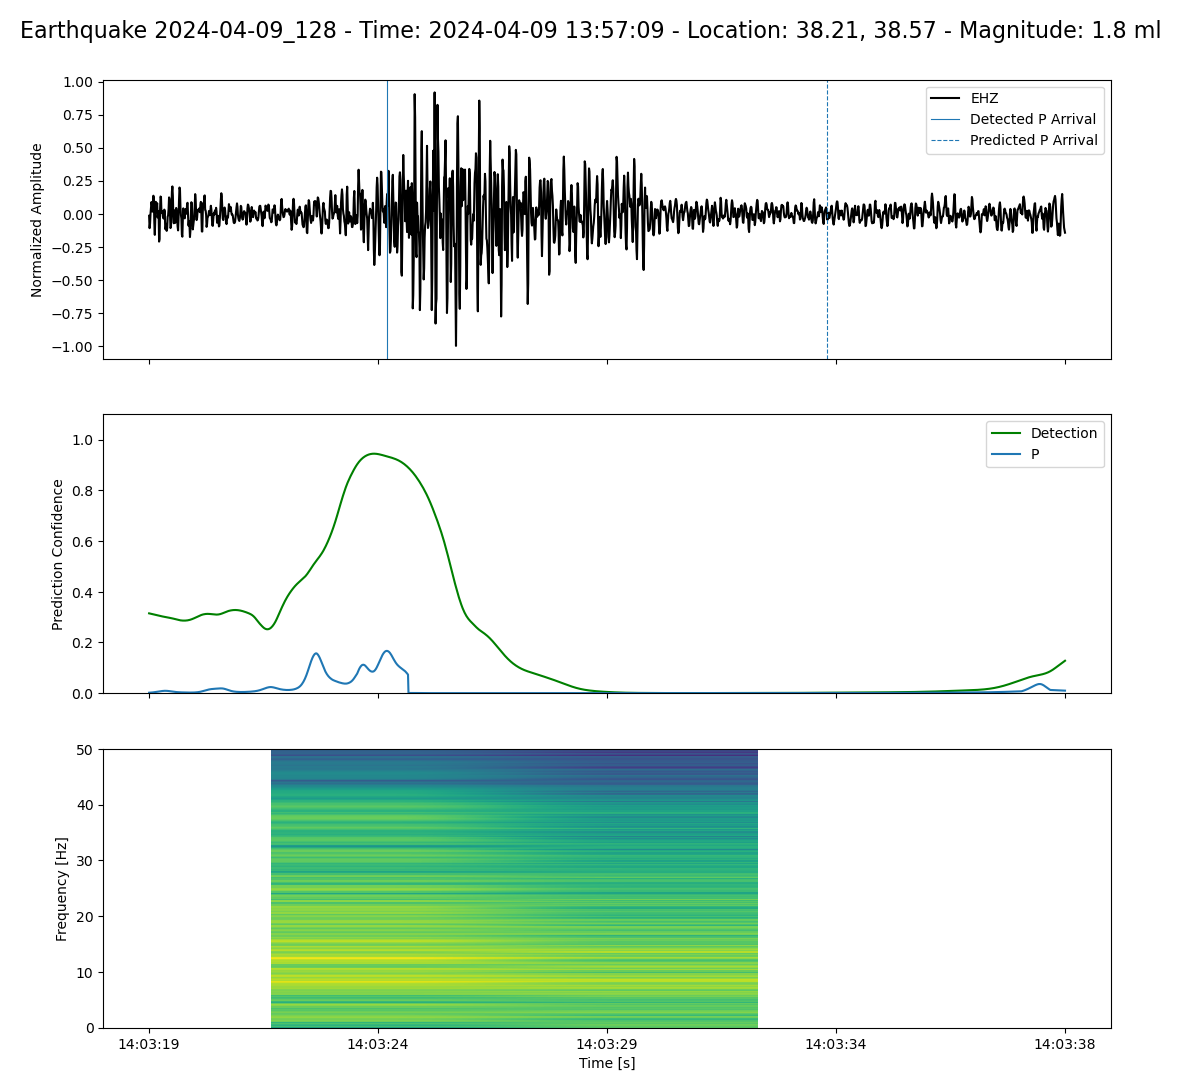 Earthquake 2024-04-09_128 - Time: 2024-04-09 13:57:09 - Location: 38.21, 38.57 - Magnitude: 1.8 ml
Normalized Amplitude
1.00
0.75
0.50
0.25
0.00
−0.25
−0.50
−0.75
−1.00
EHZ
Detected P Arrival
Predicted P Arrival
Prediction Confidence
1.0
0.8
0.6
0.4
0.2
0.0
Detection
P
Frequency [Hz]
50
40
30
20
10
0
14:03:19 14:03:24 14:03:29 14:03:34 14:03:38
Time [s]